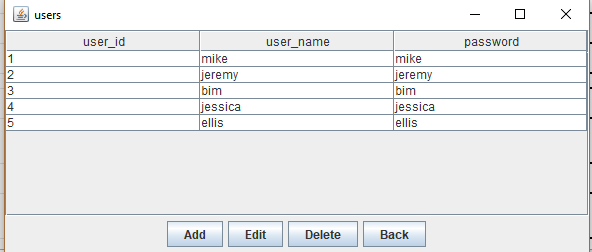 users
user_id user_name password
1 mike mike
2 jeremy jeremy
3 bim bim
4 jessica jessica
5 ellis ellis
Add Edit Delete Back